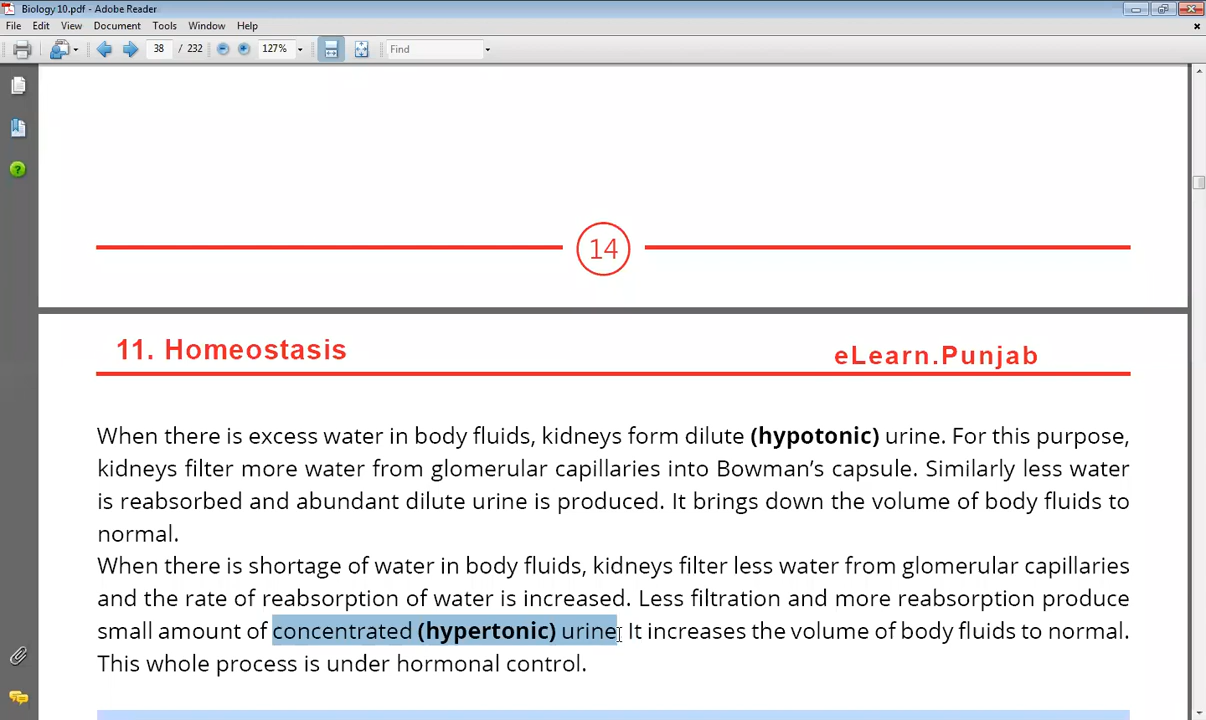 Biology 10.pdf - Adobe Reader
File Edit View Document Tools Window Help
38 / 232 127% Find
14
11. Homeostasis eLearn.Punjab
When there is excess water in body fluids, kidneys form dilute (hypotonic) urine. For this purpose,
kidneys filter more water from glomerular capillaries into Bowman’s capsule. Similarly less water
is reabsorbed and abundant dilute urine is produced. It brings down the volume of body fluids to
normal.
When there is shortage of water in body fluids, kidneys filter less water from glomerular capillaries
and the rate of reabsorption of water is increased. Less filtration and more reabsorption produce
small amount of concentrated (hypertonic) urine. It increases the volume of body fluids to normal.
This whole process is under hormonal control.